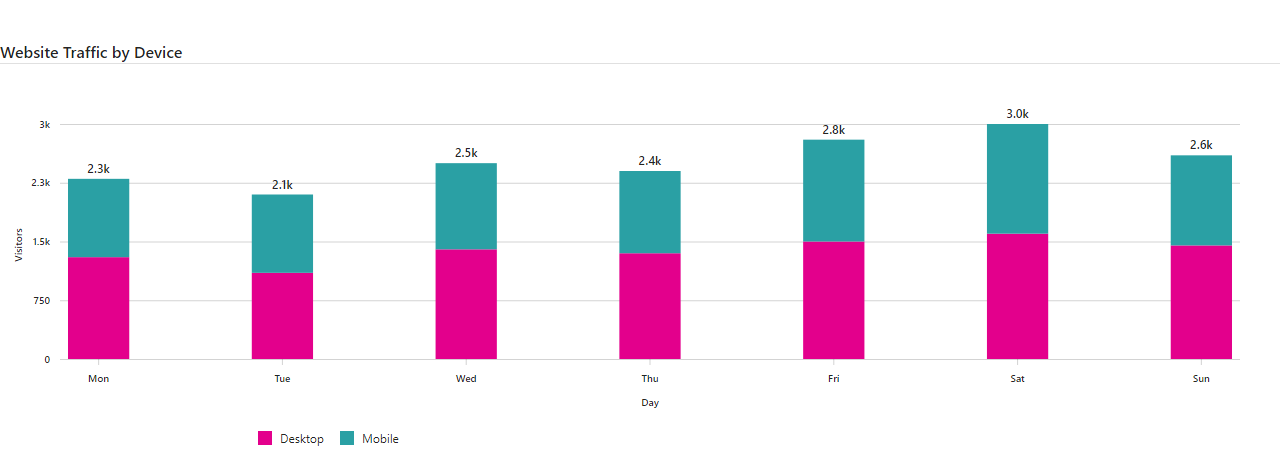 Website Traffic by Device
3.0k
3k
2.8k
2.5k
2.4k
2.6k
2.3k
2.1k
2.3k
1.5k
Visitors
750
0
Mon Tue Wed Thu Fri Sat Sun
Day
Desktop Mobile